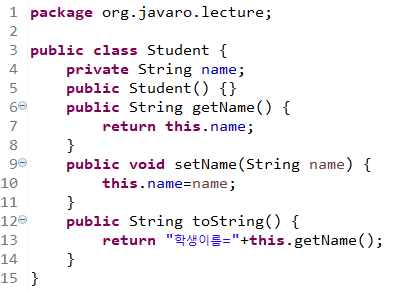 1 package org.javaro.lecture;
2
3 public class Student {
4     private String name;
5     public Student() {}
6     public String getName() {
7         return this.name;
8     }
9     public void setName(String name) {
10         this.name=name;
11     }
12     public String toString() {
13         return "학생이름="+this.getName();
14     }
15 }